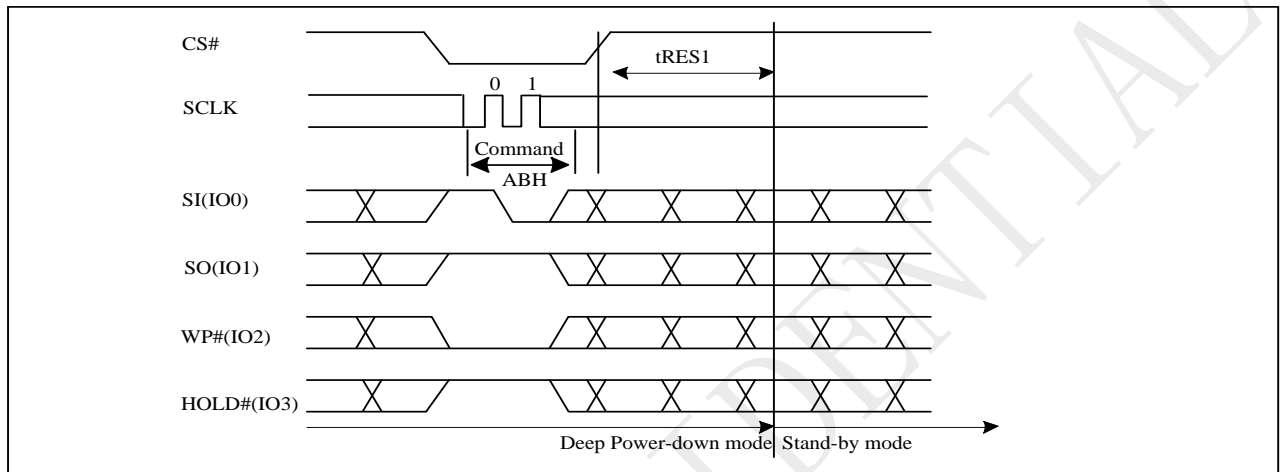 CS#
tRES1
0 1
SCLK
Command
ABH
SI(IO0)
SO(IO1)
WP#(IO2)
HOLD#(IO3)
Deep Power-down mode Stand-by mode